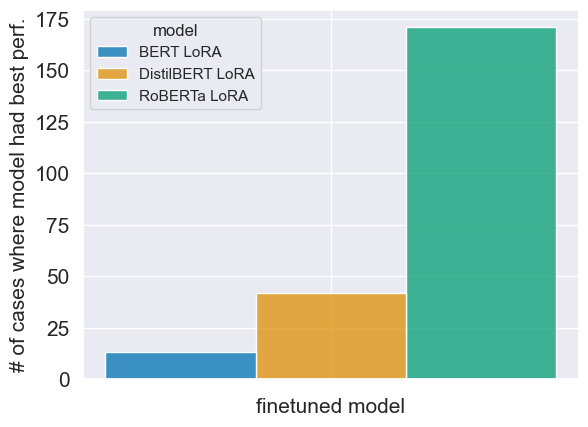 # of cases where model had best perf.
175
150
125
100
75
50
25
0
model
BERT LoRA
DistilBERT LoRA
RoBERTa LoRA
finetuned model